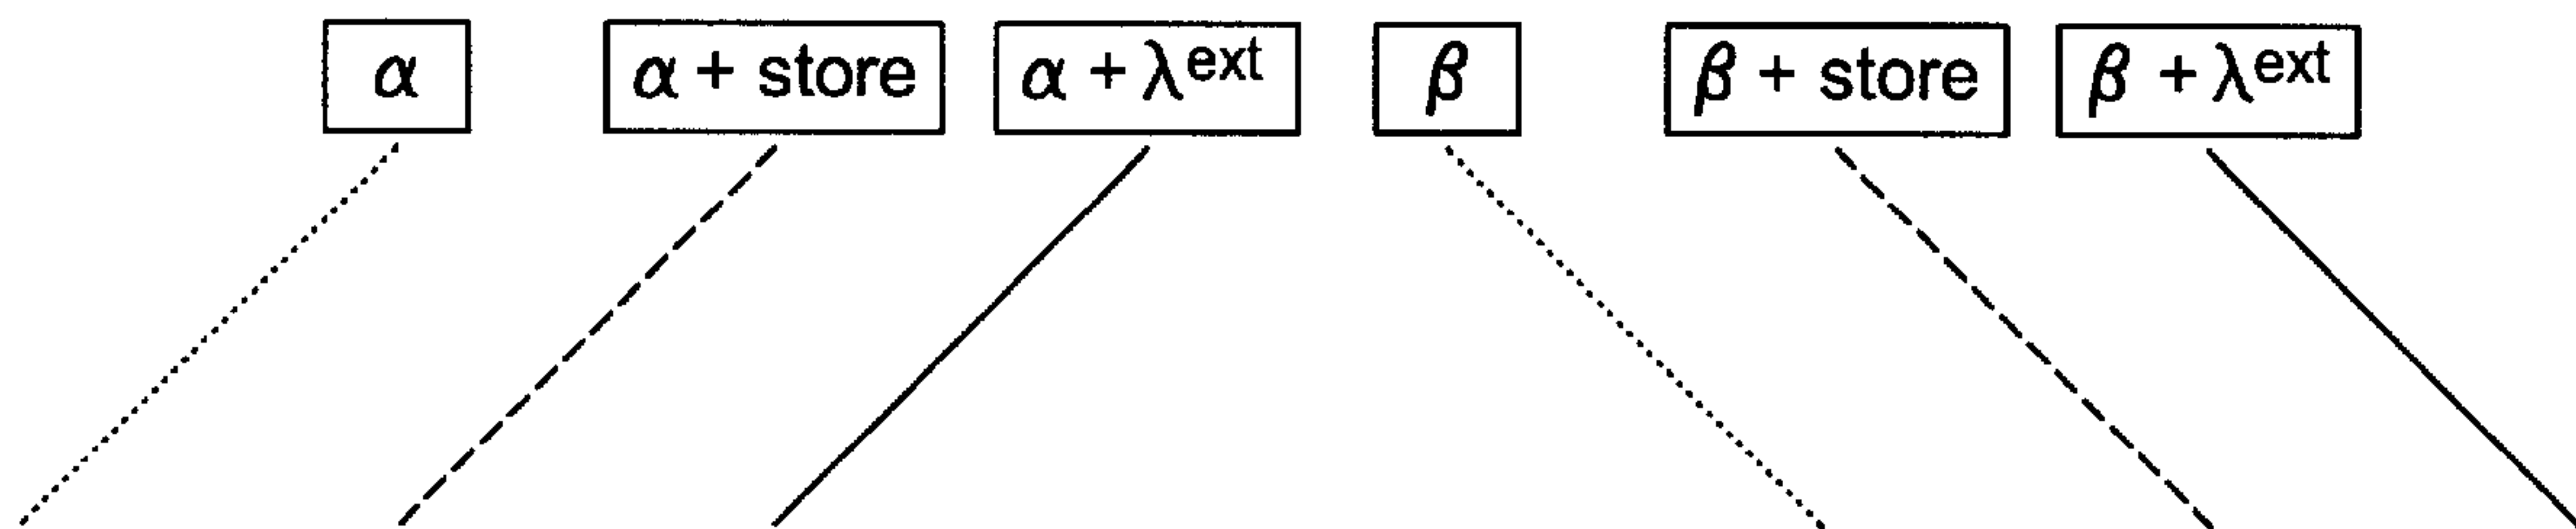 α α + store α + λext β β + store β + λext